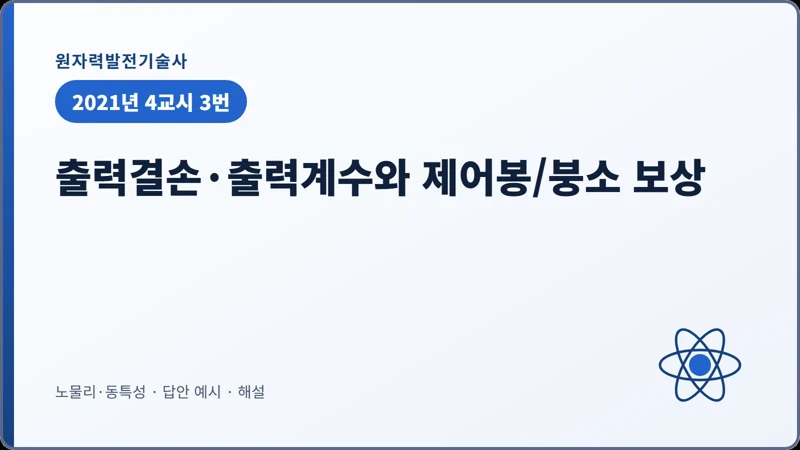 원자력발전기술사
2021년 4교시 3번
출력결손·출력계수와 제어봉/붕소 보상
노물리·동특성 · 답안 예시 · 해설